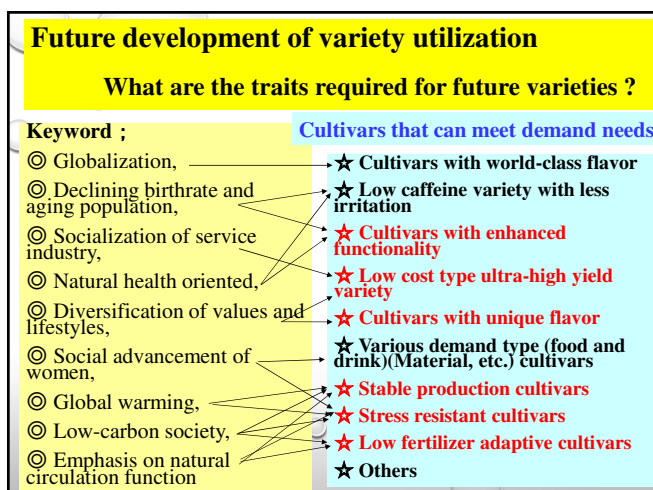 Future development of variety utilization
What are the traits required for future varieties ?
Keyword ;
◎ Globalization,
◎ Declining birthrate and
aging population,
◎ Socialization of service
industry,
◎ Natural health oriented,
◎ Diversification of values and
lifestyles,
◎ Social advancement of
women,
◎ Global warming,
◎ Low-carbon society,
◎ Emphasis on natural
circulation function
Cultivars that can meet demand needs
☆ Cultivars with world-class flavor
☆ Low caffeine variety with less
irritation
☆ Cultivars with enhanced
functionality
☆ Low cost type ultra-high yield
variety
☆ Cultivars with unique flavor
☆ Various demand type (food and
drink)(Material, etc.) cultivars
☆ Stable production cultivars
☆ Stress resistant cultivars
☆ Low fertilizer adaptive cultivars
☆ Others